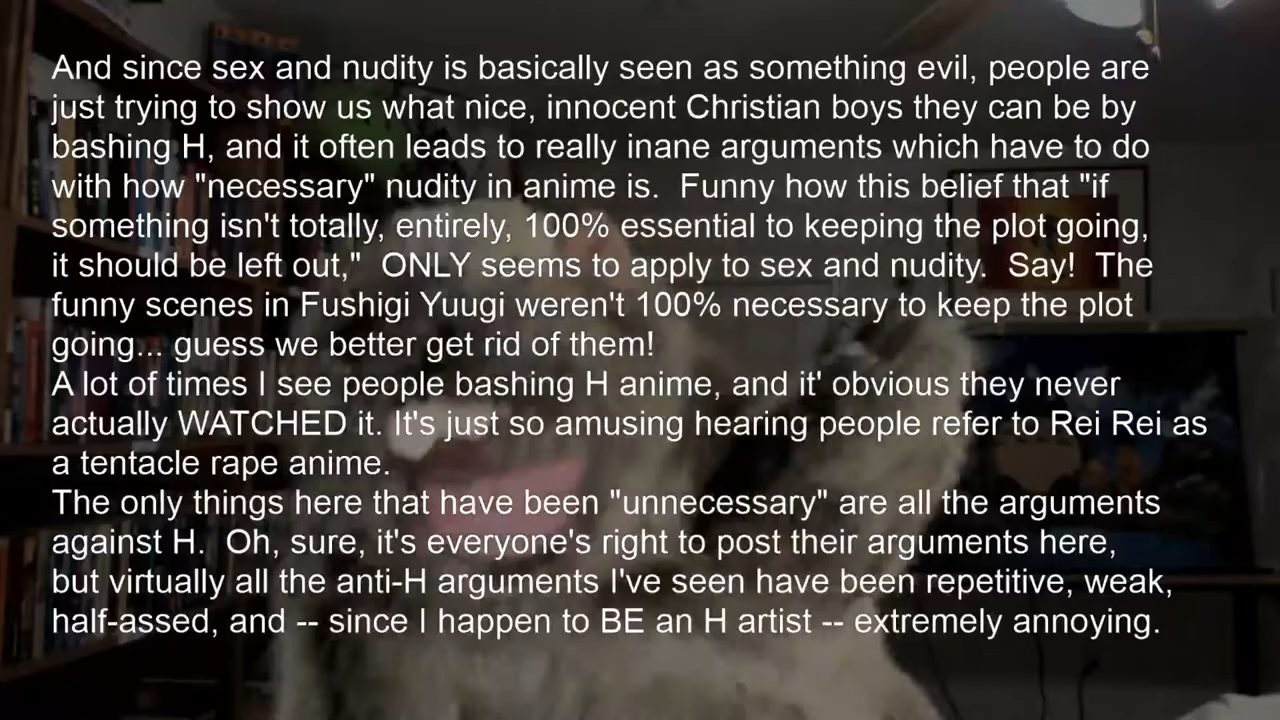 And since sex and nudity is basically seen as something evil, people are
just trying to show us what nice, innocent Christian boys they can be by
bashing H, and it often leads to really inane arguments which have to do
with how "necessary" nudity in anime is.  Funny how this belief that "if
something isn't totally, entirely, 100% essential to keeping the plot going,
it should be left out,"  ONLY seems to apply to sex and nudity.  Say!  The
funny scenes in Fushigi Yuugi weren't 100% necessary to keep the plot
going... guess we better get rid of them!
A lot of times I see people bashing H anime, and it' obvious they never
actually WATCHED it. It's just so amusing hearing people refer to Rei Rei as
a tentacle rape anime.
The only things here that have been "unnecessary" are all the arguments
against H.  Oh, sure, it's everyone's right to post their arguments here,
but virtually all the anti-H arguments I've seen have been repetitive, weak,
half-assed, and -- since I happen to BE an H artist -- extremely annoying.